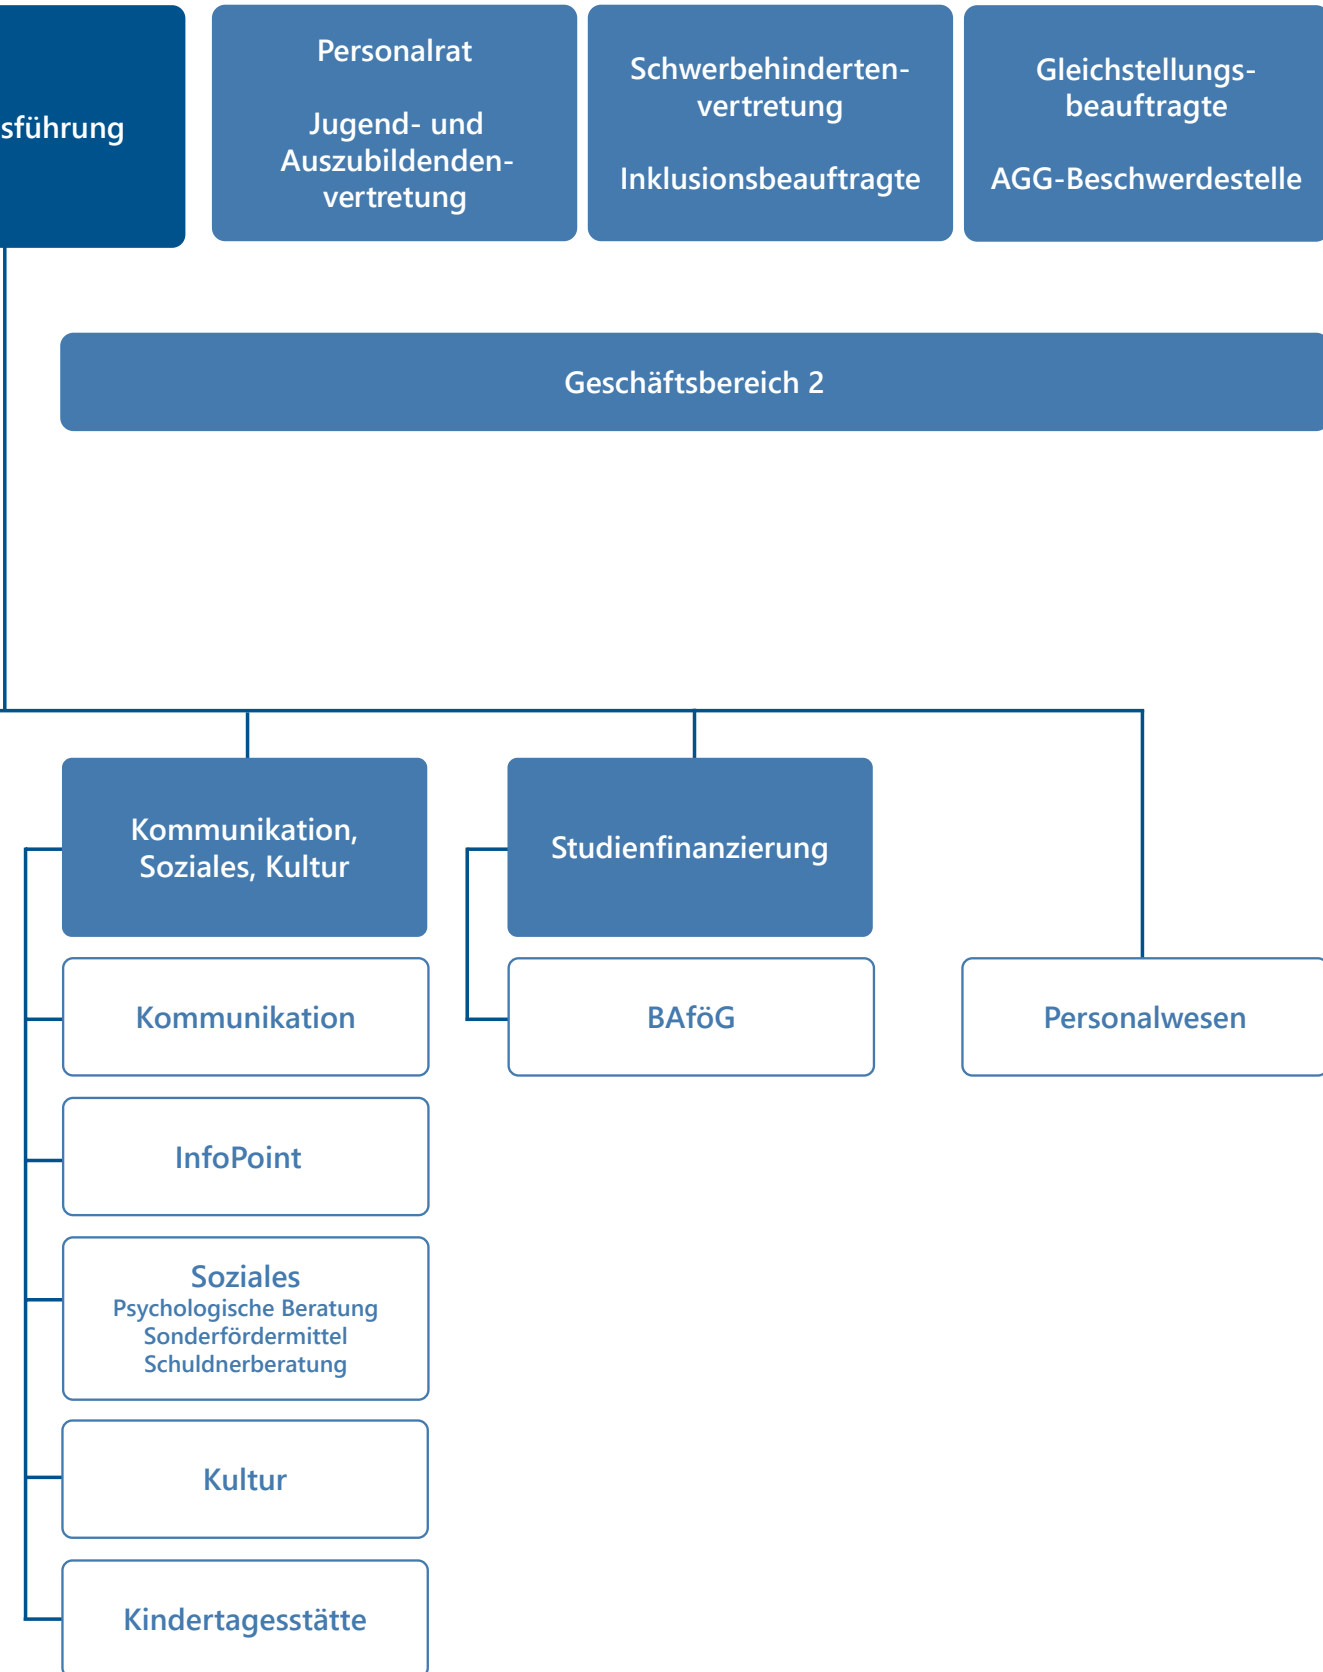 sführung
Personalrat
Jugend- und
Auszubildenden-
vertretung
Schwerbehinderten-
vertretung
Inklusionsbeauftragte
Gleichstellungs-
beauftragte
AGG-Beschwerdestelle
Geschäftsbereich 2
Kommunikation,
Soziales, Kultur
Studienfinanzierung
Kommunikation
BAföG
Personalwesen
InfoPoint
Soziales
Psychologische Beratung
Sonderfördermittel
Schuldnerberatung
Kultur
Kindertagesstätte